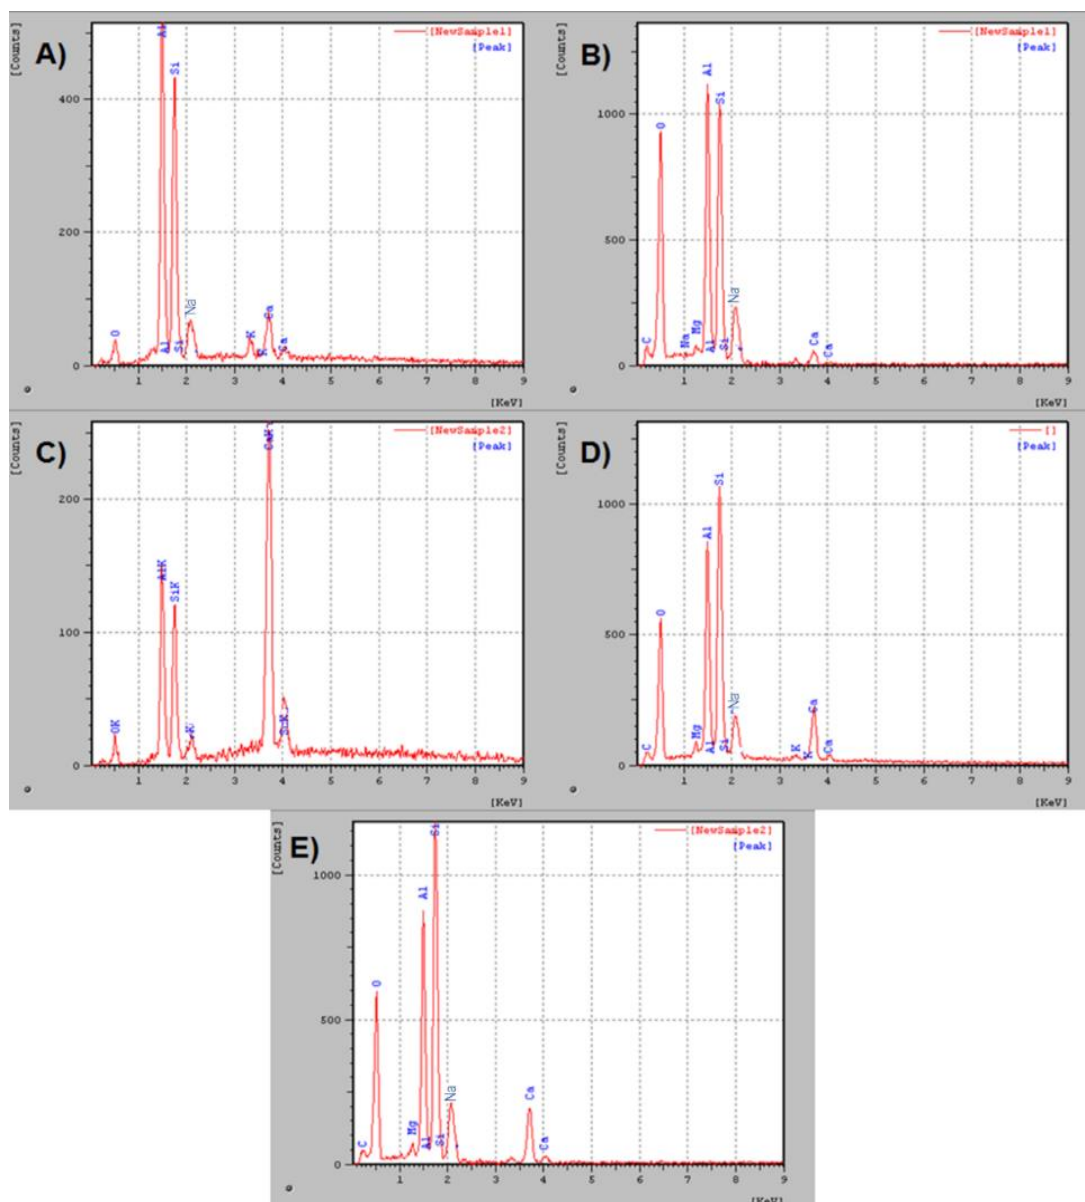 A)
[Counts]
[NewSample1]
[Peak]
Al
Si
400
200
0
O
Al
Si
Na
K
K
Ca
Ca
1 2 3 4 5 6 7 8 9
[KeV]
B)
[Counts]
[NewSample1]
[Peak]
1000
500
0
C
O
Na
Mg
Al
Al
Si
Si
Na
Ca
Ca
1 2 3 4 5 6 7 8 9
[KeV]
C)
[Counts]
[NewSample2]
[Peak]
200
100
0
OK
AlK
SiK
K
CaK
1 2 3 4 5 6 7 8 9
[KeV]
D)
[Counts]
[]
[Peak]
1000
500
0
C
O
Mg
Al
Al
Si
Si
Na
K
K
Ca
Ca
1 2 3 4 5 6 7 8 9
[KeV]
E)
[Counts]
[NewSample2]
[Peak]
1000
500
0
C
O
Mg
Al
Al
Si
Si
Na
Ca
Ca
1 2 3 4 5 6 7 8 9
[KeV]